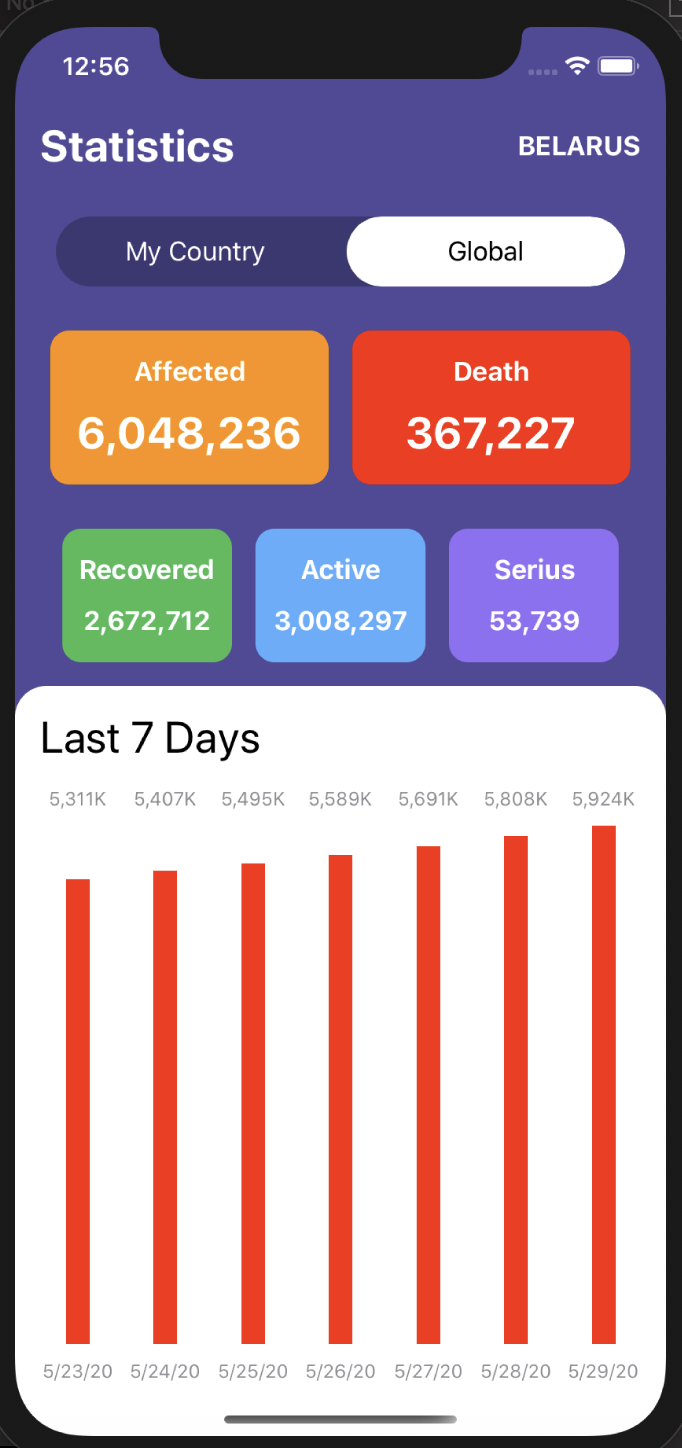 No
12:56
Statistics
BELARUS
My Country
Global
Affected
6,048,236
Death
367,227
Recovered
2,672,712
Active
3,008,297
Serius
53,739
Last 7 Days
5,311K 5,407K 5,495K 5,589K 5,691K 5,808K 5,924K
5/23/20 5/24/20 5/25/20 5/26/20 5/27/20 5/28/20 5/29/20